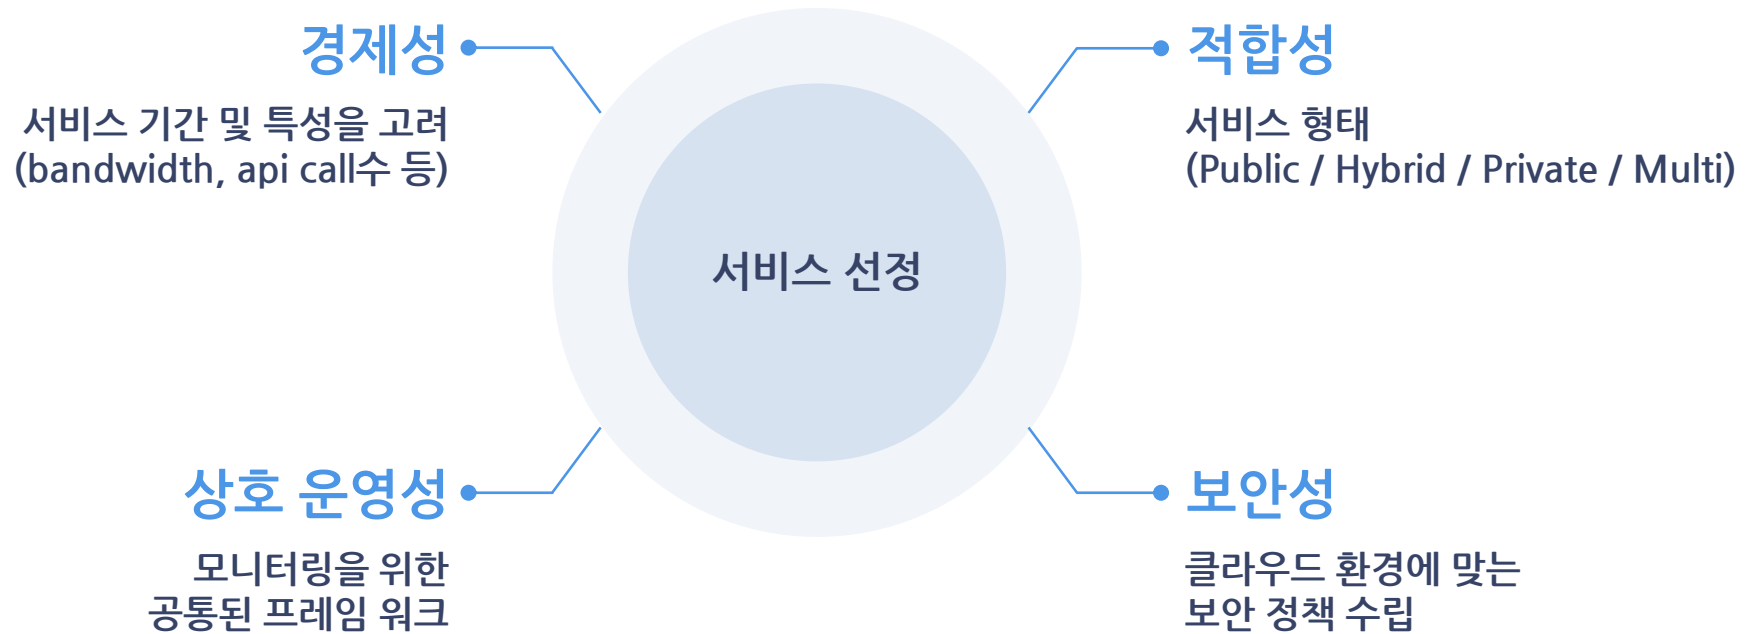 경제성
서비스 기간 및 특성을 고려
(bandwidth, api call수 등)
적합성
서비스 형태
(Public / Hybrid / Private / Multi)
서비스 선정
상호 운영성
모니터링을 위한
공통된 프레임 워크
보안성
클라우드 환경에 맞는
보안 정책 수립